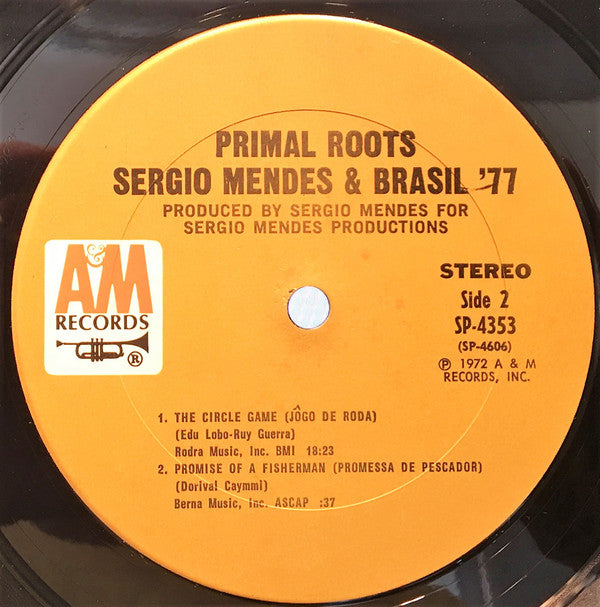 PRIMAL ROOTS
SERGIO MENDES & BRASIL '77
PRODUCED BY SERGIO MENDES FOR
SERGIO MENDES PRODUCTIONS
A&M
RECORDS
®
STEREO
Side 2
SP-4353
(SP-4606)
℗ 1972 A & M
RECORDS, INC.
1. THE CIRCLE GAME (JÔGO DE RODA)
(Edu Lobo-Ruy Guerra)
Rodra Music, Inc. BMI 18:23
2. PROMISE OF A FISHERMAN (PROMESSA DE PESCADOR)
(Dorival Caymmi)
Berna Music, Inc. ASCAP :37